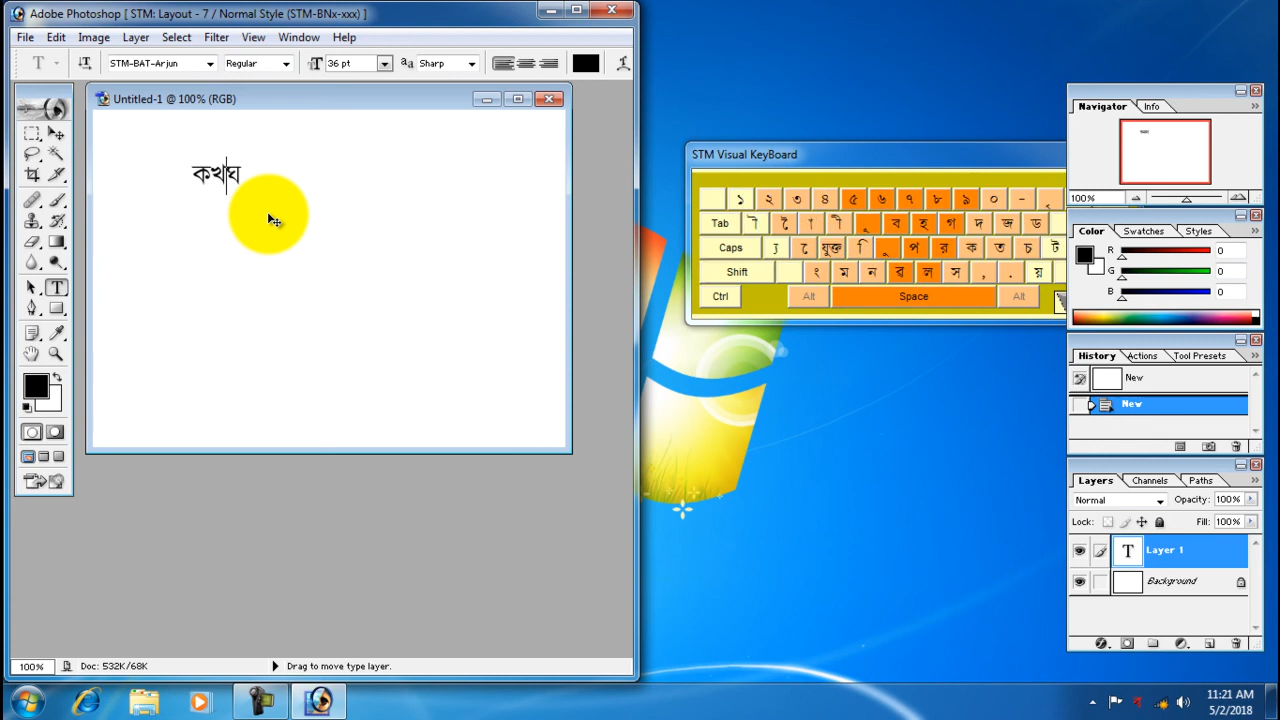 Adobe Photoshop [ STM: Layout - 7 / Normal Style (STM-BNx-xxx) ]
File Edit Image Layer Select Filter View Window Help
STM-BAT-Arjun Regular 36 pt Sharp
Untitled-1 @ 100% (RGB)
কখঘ
100% Doc: 532K/68K Drag to move type layer.
STM Visual KeyBoard
১ ২ ৩ ৪ ৫ ৬ ৭ ৮ ৯ ০ -
Tab ব হ গ দ জ ড
Caps যুক্ত প র ক ত চ ট
Shift ং ম ন স , . য়
Ctrl Alt Space Alt
Navigator Info
100%
Color Swatches Styles
R 0
G 0
B 0
History Actions Tool Presets
New
New
Layers Channels Paths
Normal Opacity: 100%
Lock: Fill: 100%
T Layer 1
Background
11:21 AM
5/2/2018